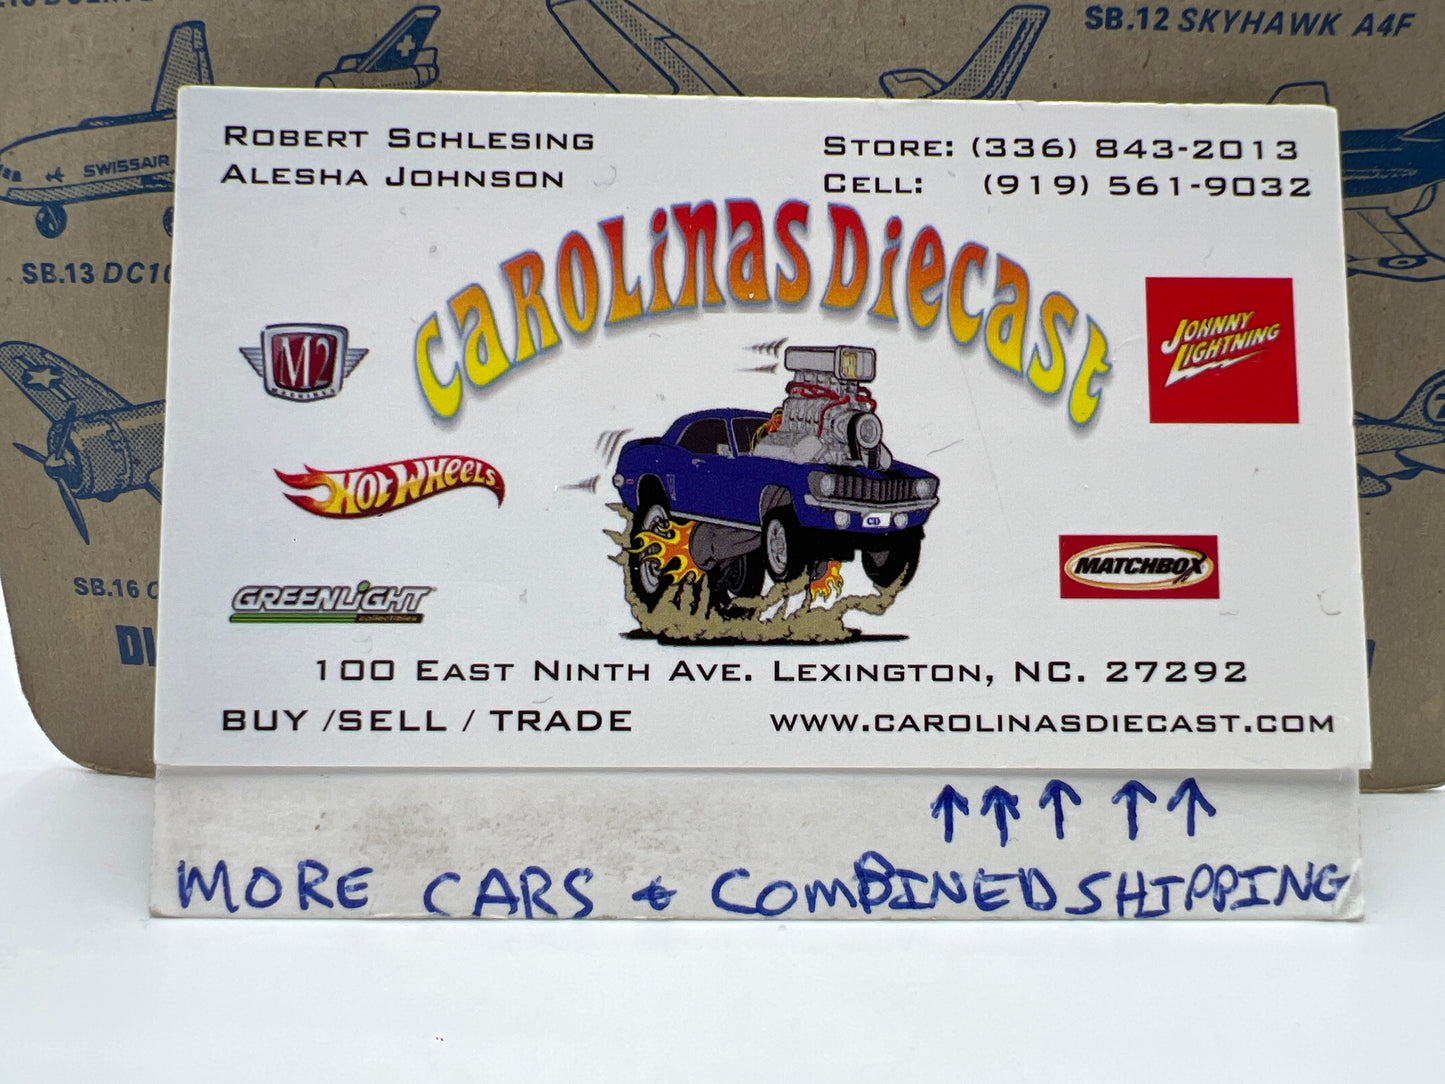 SB.12 SKYHAWK A4F
SWISSAIR
SB.13 DC10
SB.16
ROBERT SCHLESING
ALESHA JOHNSON
STORE: (336) 843-2013
CELL: (919) 561-9032
CAROLINAS DIECAST
M2
MACHINES
JOHNNY
LIGHTNING
HOT WHEELS
MATCHBOX
GREENLIGHT
collectibles
100 EAST NINTH AVE. LEXINGTON, NC. 27292
BUY /SELL / TRADE
WWW.CAROLINASDIECAST.COM
↑ ↑ ↑ ↑ ↑
MORE CARS & COMBINED SHIPPING